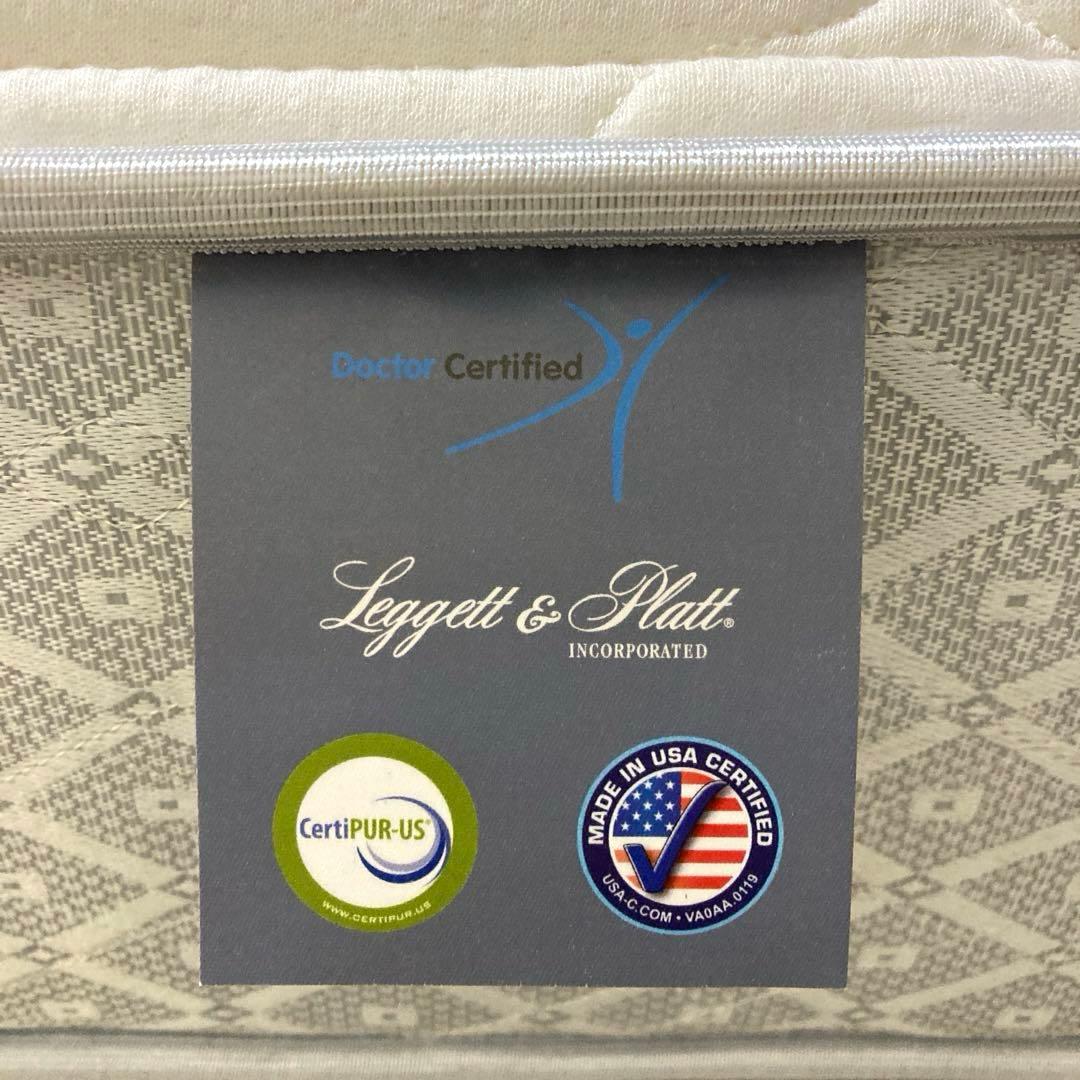 Doctor Certified
Leggett & Platt®
INCORPORATED
CertiPUR-US®
WWW.CERTIPUR.US
MADE IN USA CERTIFIED
USA-C.COM • VA0AA.0119